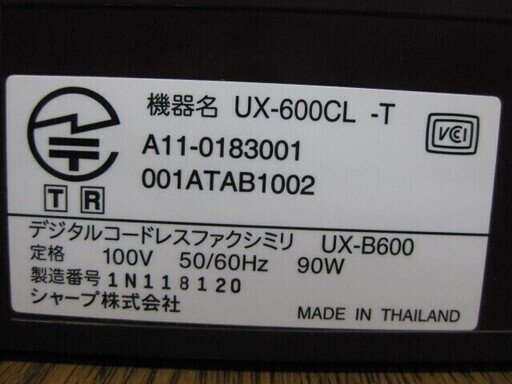 機器名 UX-600CL -T
A11-0183001
001ATAB1002
T R
VCCI
デジタルコードレスファクシミリ UX-B600
定格 100V 50/60Hz 90W
製造番号 1N118120
シャープ株式会社
MADE IN THAILAND